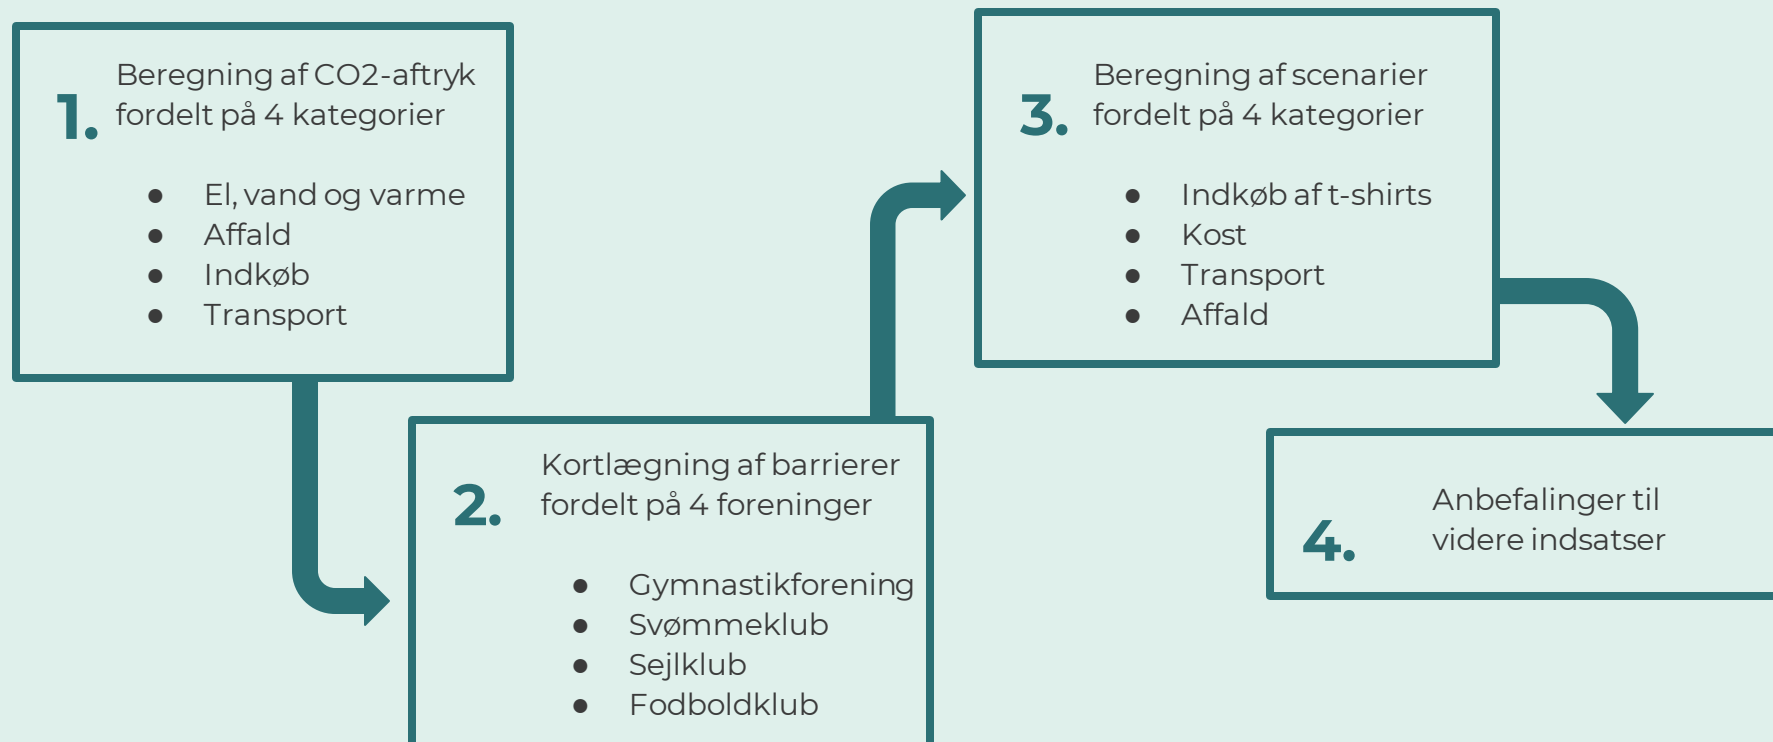 1.
Beregning af CO2-aftryk
fordelt på 4 kategorier
● El, vand og varme
● Affald
● Indkøb
● Transport
2.
Kortlægning af barrierer
fordelt på 4 foreninger
● Gymnastikforening
● Svømmeklub
● Sejlklub
● Fodboldklub
3.
Beregning af scenarier
fordelt på 4 kategorier
● Indkøb af t-shirts
● Kost
● Transport
● Affald
4.
Anbefalinger til
videre indsatser